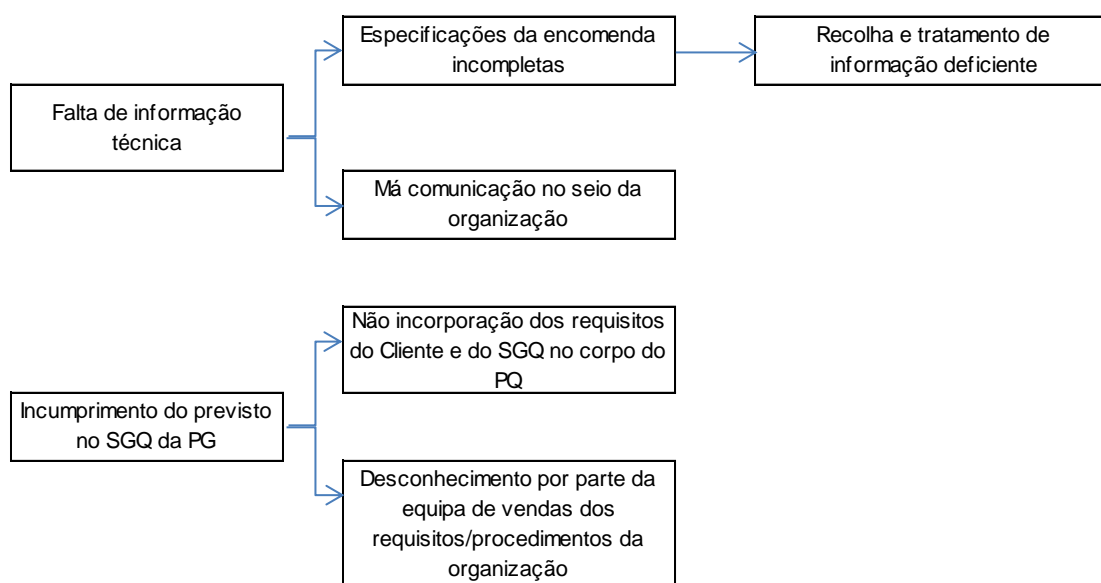 Especificações da encomenda
incompletas
Recolha e tratamento de
informação deficiente
Falta de informação
técnica
Má comunicação no seio da
organização
Não incorporação dos requisitos
do Cliente e do SGQ no corpo do
PQ
Incumprimento do previsto
no SGQ da PG
Desconhecimento por parte da
equipa de vendas dos
requisitos/procedimentos da
organização